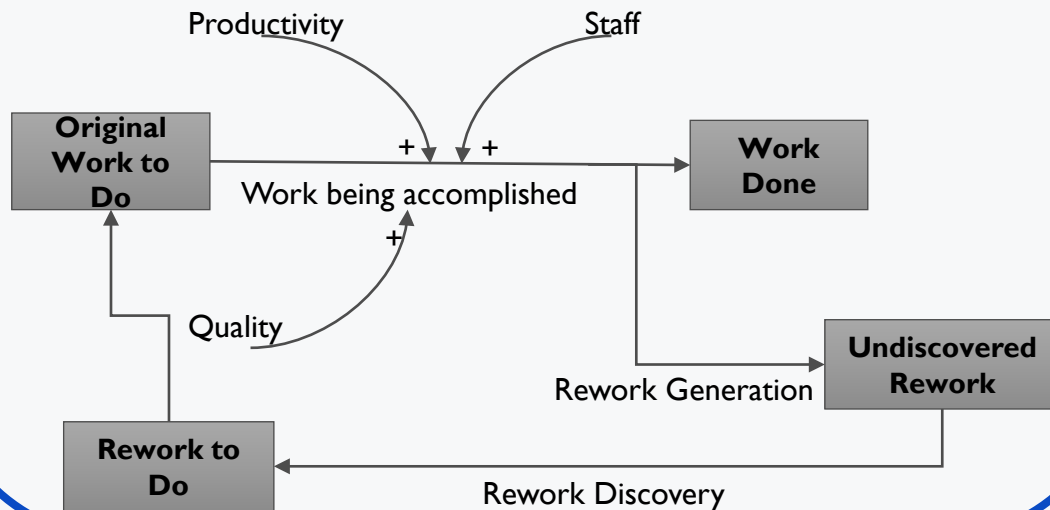 Productivity
Staff
Original
Work to
Do
+
+
Work
Done
Work being accomplished
+
Quality
Undiscovered
Rework
Rework Generation
Rework to
Do
Rework Discovery